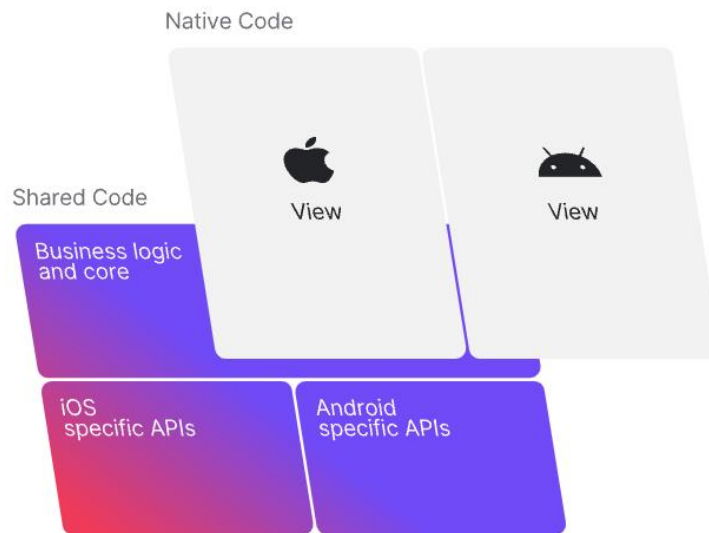 Native Code
View
View
Shared Code
Business logic
and core
iOS
specific APIs
Android
specific APIs